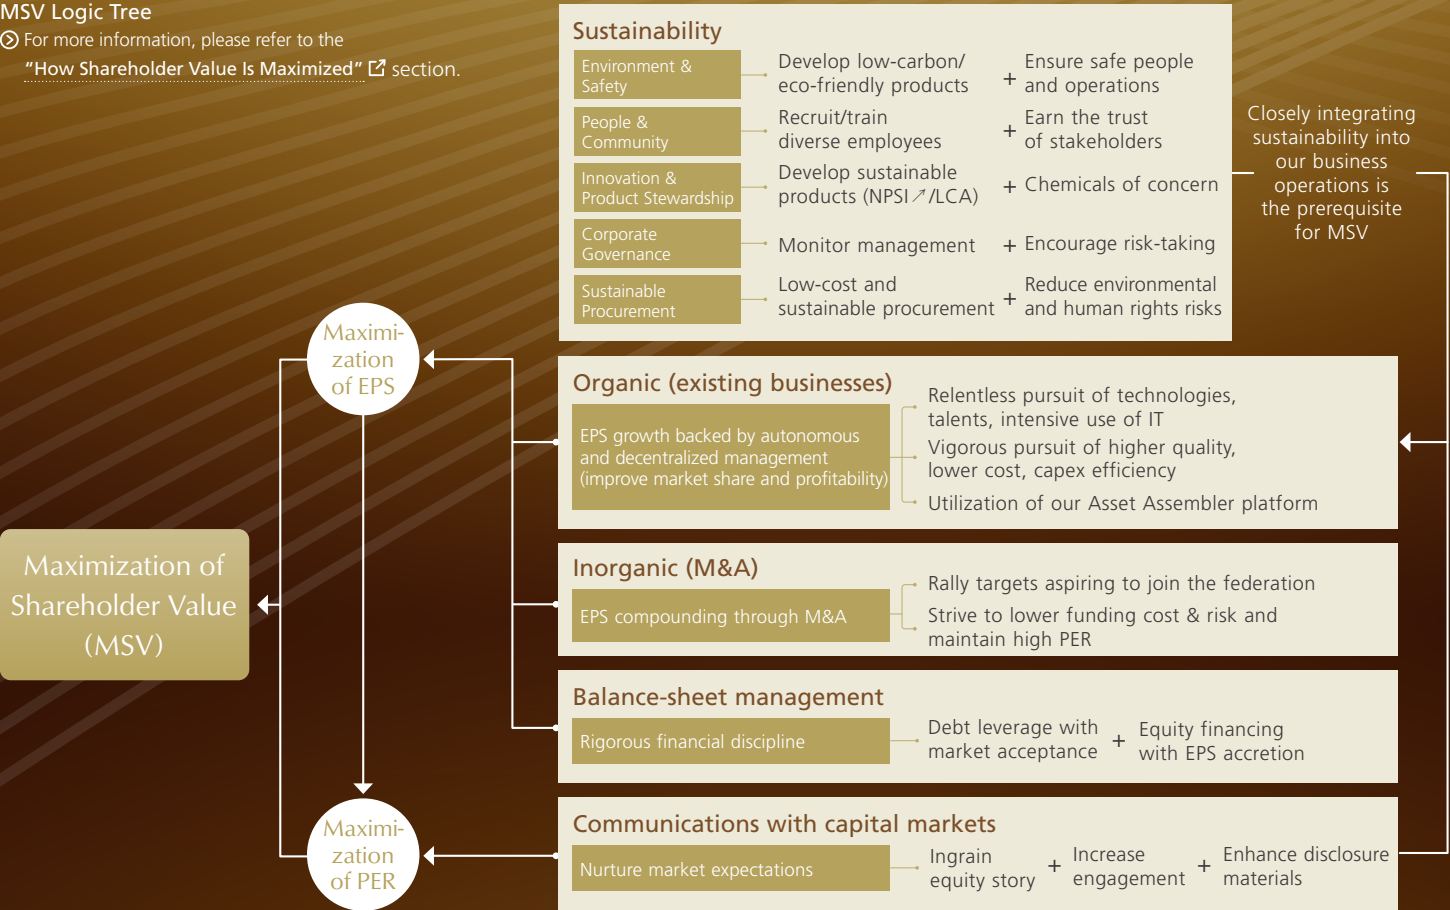 MSV Logic Tree
For more information, please refer to the
“How Shareholder Value Is Maximized” section.
Sustainability
Environment &
Safety
Develop low-carbon/
eco-friendly products
+
Ensure safe people
and operations
People &
Community
Recruit/train
diverse employees
+
Earn the trust
of stakeholders
Innovation &
Product Stewardship
Develop sustainable
products (NPSI↗/LCA)
+
Chemicals of concern
Corporate
Governance
Monitor management
+
Encourage risk-taking
Sustainable
Procurement
Low-cost and
sustainable procurement
+
Reduce environmental
and human rights risks
Closely integrating
sustainability into
our business
operations is
the prerequisite
for MSV
Maximi-
zation
of EPS
Organic (existing businesses)
EPS growth backed by autonomous
and decentralized management
(improve market share and profitability)
Relentless pursuit of technologies,
talents, intensive use of IT
Vigorous pursuit of higher quality,
lower cost, capex efficiency
Utilization of our Asset Assembler platform
Maximization of
Shareholder Value
(MSV)
Inorganic (M&A)
EPS compounding through M&A
Rally targets aspiring to join the federation
Strive to lower funding cost & risk and
maintain high PER
Balance-sheet management
Rigorous financial discipline
Debt leverage with
market acceptance
+
Equity financing
with EPS accretion
Maximi-
zation
of PER
Communications with capital markets
Nurture market expectations
Ingrain
equity story
+
Increase
engagement
+
Enhance disclosure
materials